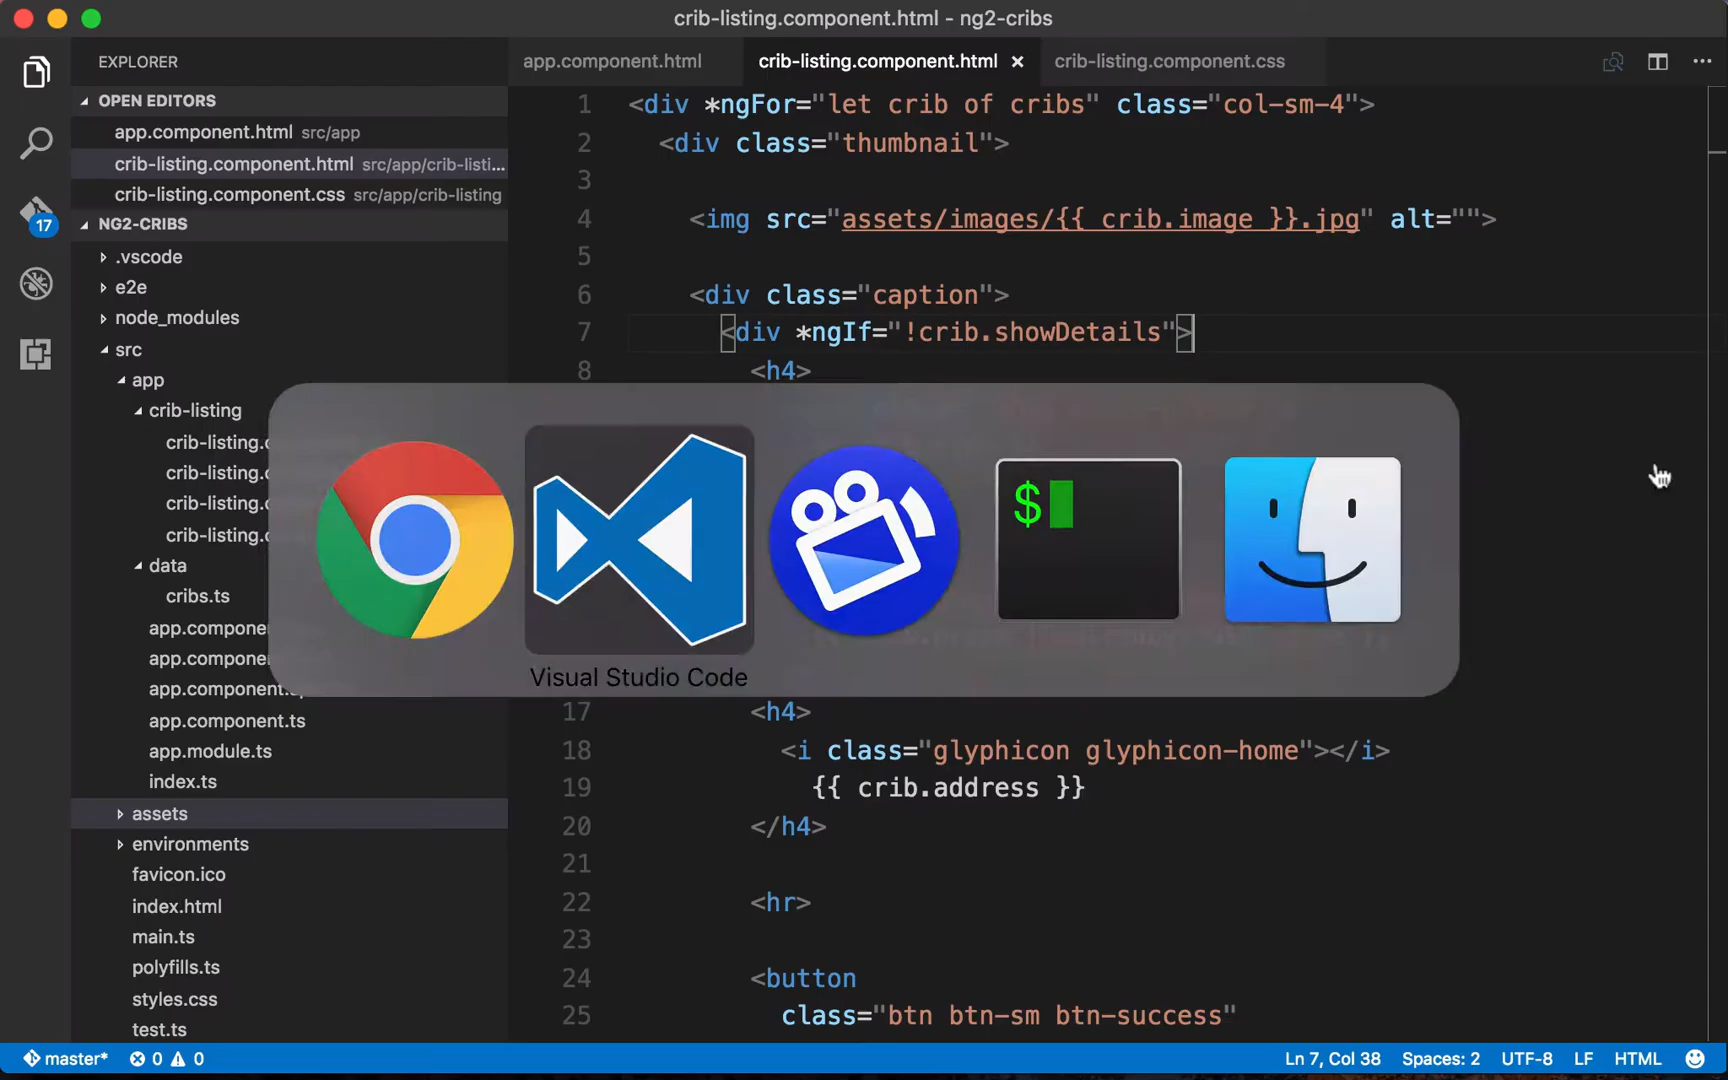 crib-listing.component.html - ng2-cribs
EXPLORER
OPEN EDITORS
app.component.html src/app
crib-listing.component.html src/app/crib-listi...
crib-listing.component.css src/app/crib-listing
NG2-CRIBS
.vscode
e2e
node_modules
src
app
crib-listing
crib-listing.
crib-listing.
crib-listing.
crib-listing.
data
cribs.ts
app.compone
app.compone
app.component.
app.component.ts
app.module.ts
index.ts
assets
environments
favicon.ico
index.html
main.ts
polyfills.ts
styles.css
test.ts
17
app.component.html crib-listing.component.html × crib-listing.component.css
1 <div *ngFor="let crib of cribs" class="col-sm-4">
2 <div class="thumbnail">
3
4 <img src="assets/images/{{ crib.image }}.jpg" alt="">
5
6 <div class="caption">
7 <div *ngIf="!crib.showDetails">
8 <h4>
$
Visual Studio Code
17 <h4>
18 <i class="glyphicon glyphicon-home"></i>
19 {{ crib.address }}
20 </h4>
21
22 <hr>
23
24 <button
25 class="btn btn-sm btn-success"
master* 0 0 Ln 7, Col 38 Spaces: 2 UTF-8 LF HTML